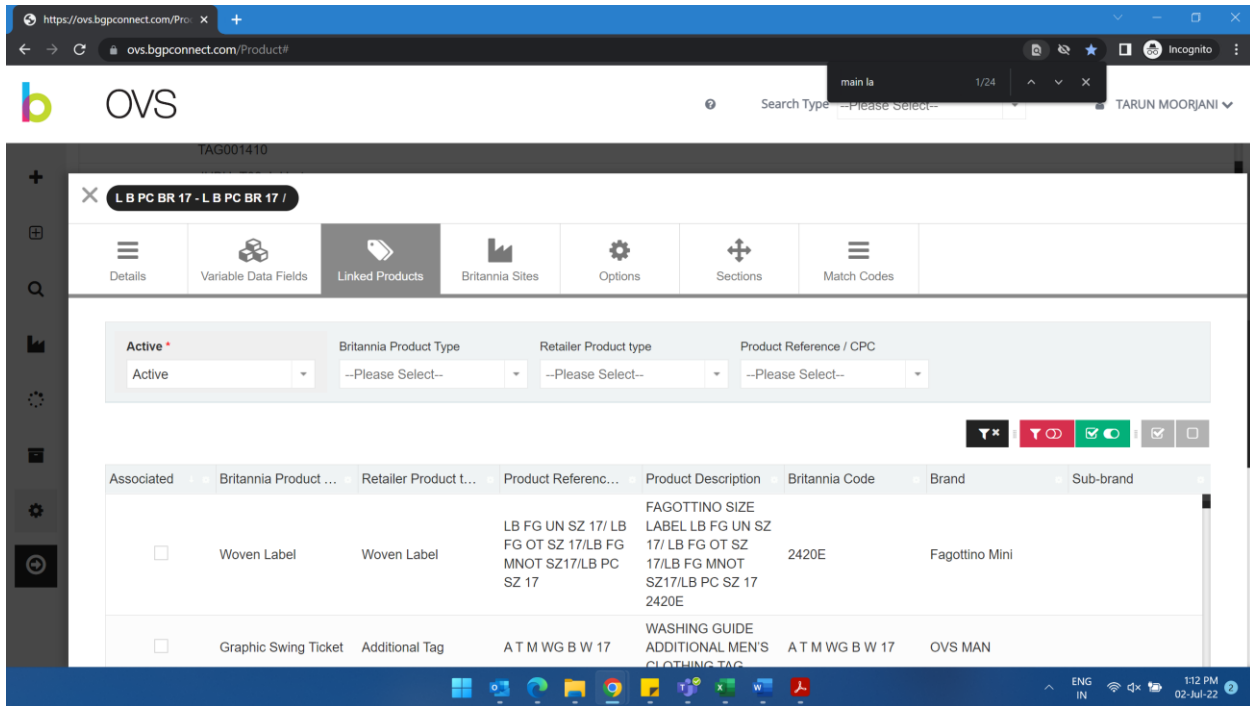 https://ovs.bgpconnect.com/Pro
ovs.bgpconnect.com/Product#
Incognito
main la 1/24
OVS
Search Type --Please Select--
TARUN MOORJANI
TAG001410
L B PC BR 17 - L B PC BR 17 /
Details
Variable Data Fields
Linked Products
Britannia Sites
Options
Sections
Match Codes
Active *
Britannia Product Type
Retailer Product type
Product Reference / CPC
Active
--Please Select--
--Please Select--
--Please Select--
Associated
Britannia Product ...
Retailer Product t...
Product Referenc...
Product Description
Britannia Code
Brand
Sub-brand
Woven Label
Woven Label
LB FG UN SZ 17/ LB
FG OT SZ 17/LB FG
MNOT SZ17/LB PC
SZ 17
FAGOTTINO SIZE
LABEL LB FG UN SZ
17/ LB FG OT SZ
17/LB FG MNOT
SZ17/LB PC SZ 17
2420E
2420E
Fagottino Mini
Graphic Swing Ticket
Additional Tag
A T M WG B W 17
WASHING GUIDE
ADDITIONAL MEN'S
CLOTHING TAG
A T M WG B W 17
OVS MAN
ENG
IN
1:12 PM
02-Jul-22
2